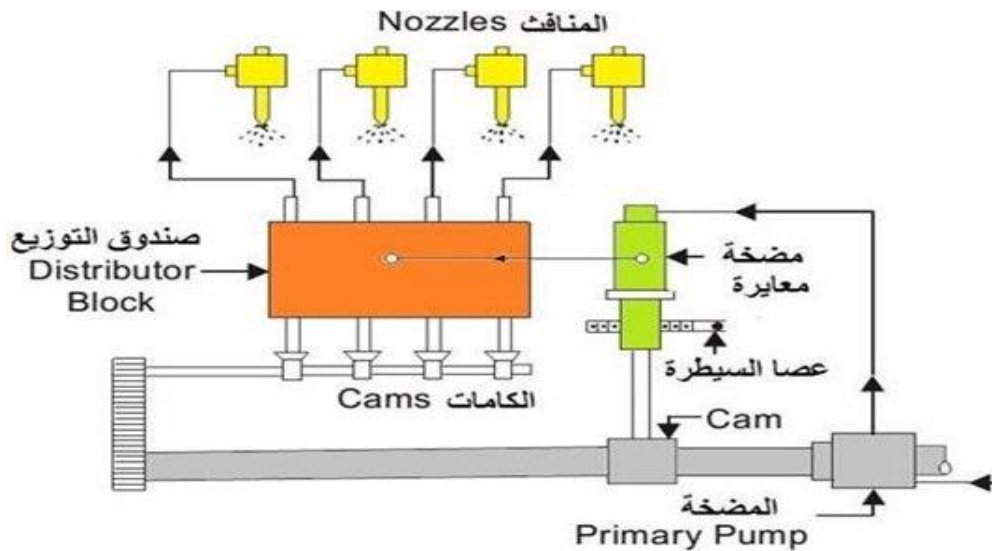 Nozzles المنافث
صندوق التوزيع
Distributor
Block
مضخة
معايرة
عصا السيطرة
Cams الكامات
Cam
المضخة
Primary Pump